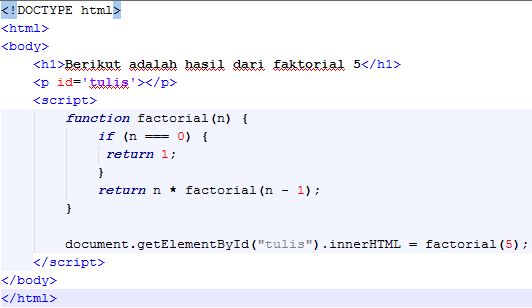 <!DOCTYPE html>
<html>
<body>
    <h1>Berikut adalah hasil dari faktorial 5</h1>
    <p id='tulis'></p>
    <script>
        function factorial(n) {
            if (n === 0) {
             return 1;
            }
            return n * factorial(n - 1);
        }

        document.getElementById("tulis").innerHTML = factorial(5);
    </script>
</body>
</html>